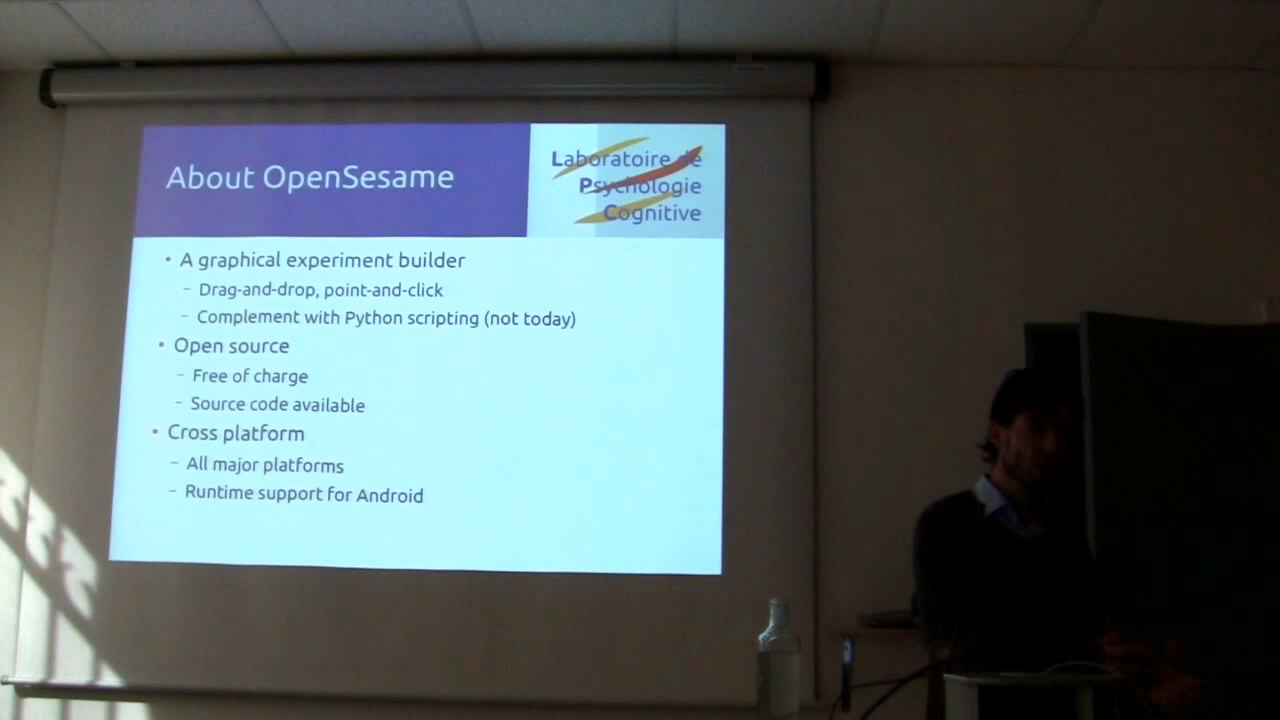 About OpenSesame
Laboratoire de
Psychologie
Cognitive
• A graphical experiment builder
– Drag-and-drop, point-and-click
– Complement with Python scripting (not today)
• Open source
– Free of charge
– Source code available
• Cross platform
– All major platforms
– Runtime support for Android